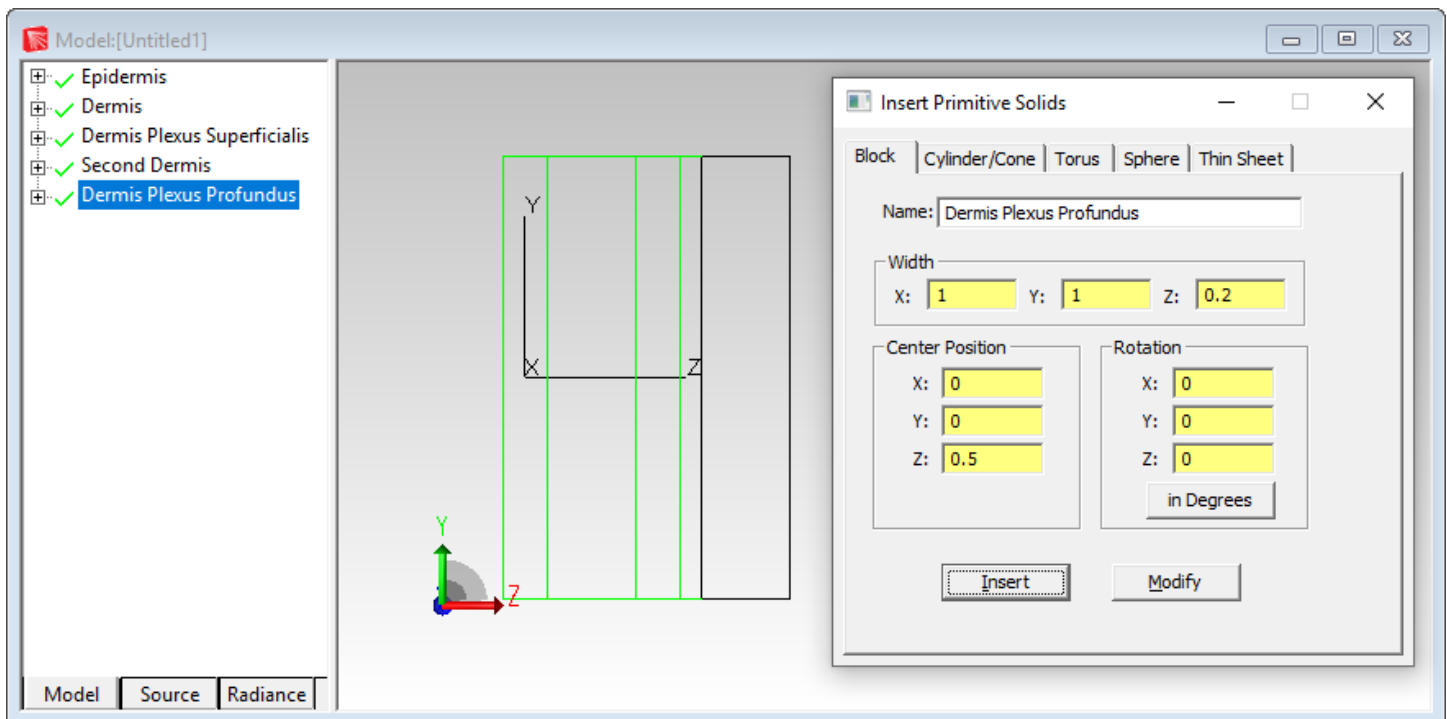 Model:[Untitled1]
Epidermis
Dermis
Dermis Plexus Superficialis
Second Dermis
Dermis Plexus Profundus
Model Source Radiance
Y
X Z
Y
Z
Insert Primitive Solids
Block Cylinder/Cone Torus Sphere Thin Sheet
Name: Dermis Plexus Profundus
Width
X: 1 Y: 1 Z: 0.2
Center Position Rotation
X: 0 X: 0
Y: 0 Y: 0
Z: 0.5 Z: 0
in Degrees
Insert Modify